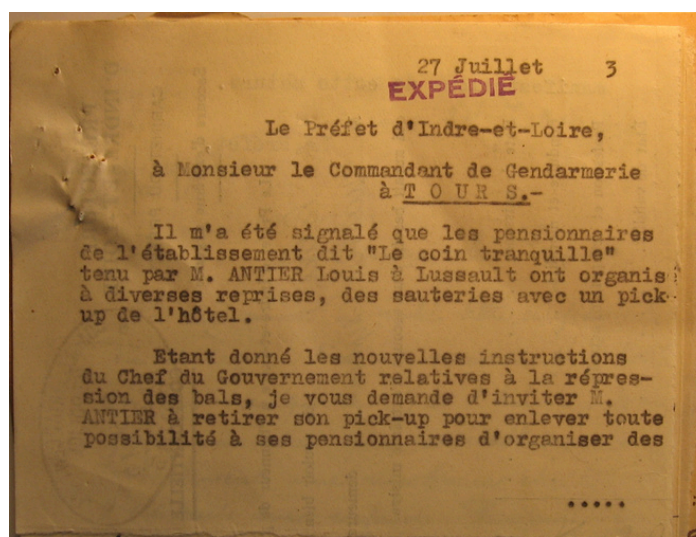 27 Juillet 3
EXPÉDIÉ
Le Préfet d'Indre-et-Loire,
à Monsieur le Commandant de Gendarmerie
à T O U R S.-
Il m'a été signalé que les pensionnaires
de l'établissement dit "Le coin tranquille"
tenu par M. ANTIER Louis à Lussault ont organis
à diverses reprises, des sauteries avec un pick-
up de l'hôtel.
Etant donné les nouvelles instructions
du Chef du Gouvernement relatives à la répres-
sion des bals, je vous demande d'inviter M.
ANTIER à retirer son pick-up pour enlever toute
possibilité à ses pensionnaires d'organiser des
.....